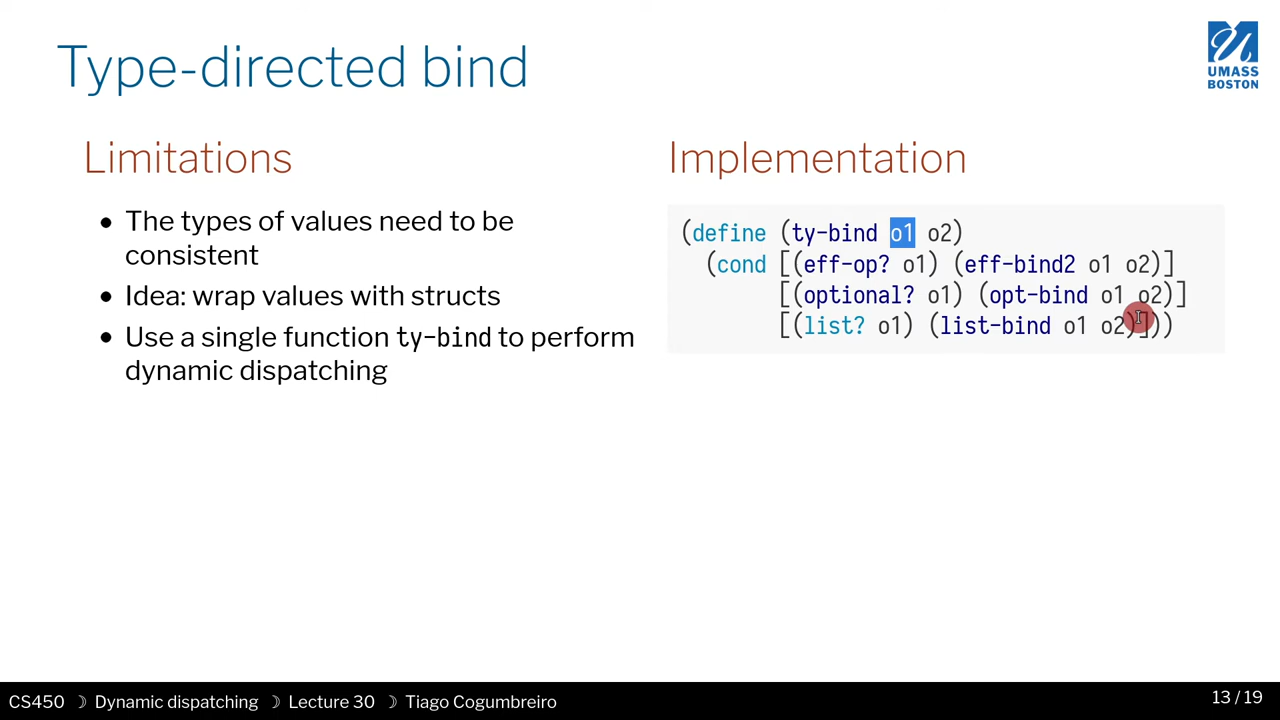 Type-directed bind
UMASS
BOSTON
Limitations
• The types of values need to be
consistent
• Idea: wrap values with structs
• Use a single function ty-bind to perform
dynamic dispatching
Implementation
(define (ty-bind o1 o2)
  (cond [(eff-op? o1) (eff-bind2 o1 o2)]
        [(optional? o1) (opt-bind o1 o2)]
        [(list? o1) (list-bind o1 o2)]))
CS450 ☽ Dynamic dispatching ☽ Lecture 30 ☽ Tiago Cogumbreiro
13 / 19